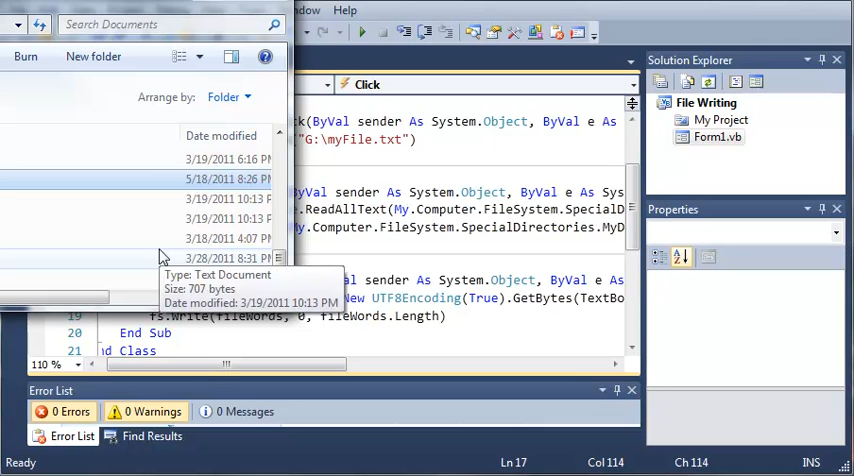 Window Help
Search Documents
Burn New folder
Arrange by: Folder
Date modified
3/19/2011 6:16 PM
5/18/2011 8:26 PM
3/19/2011 10:13 P
3/19/2011 10:13 P
3/18/2011 4:07 PM
3/28/2011 8:31 PM
Type: Text Document
Size: 707 bytes
Date modified: 3/19/2011 10:13 PM
Click
ck(ByVal sender As System.Object, ByVal e As
("G:\myFile.txt")
ByVal sender As System.Object, ByVal e As
e.ReadAllText(My.Computer.FileSystem.SpecialD
My.Computer.FileSystem.SpecialDirectories.MyD
ByVal sender As System.Object, ByVal e As
New UTF8Encoding(True).GetBytes(TextBo
19 fs.Write(fileWords, 0, fileWords.Length)
20 End Sub
21 nd Class
110 %
Solution Explorer
File Writing
My Project
Form1.vb
Properties
Error List
0 Errors 0 Warnings 0 Messages
Error List Find Results
Ready Ln 17 Col 114 Ch 114 INS